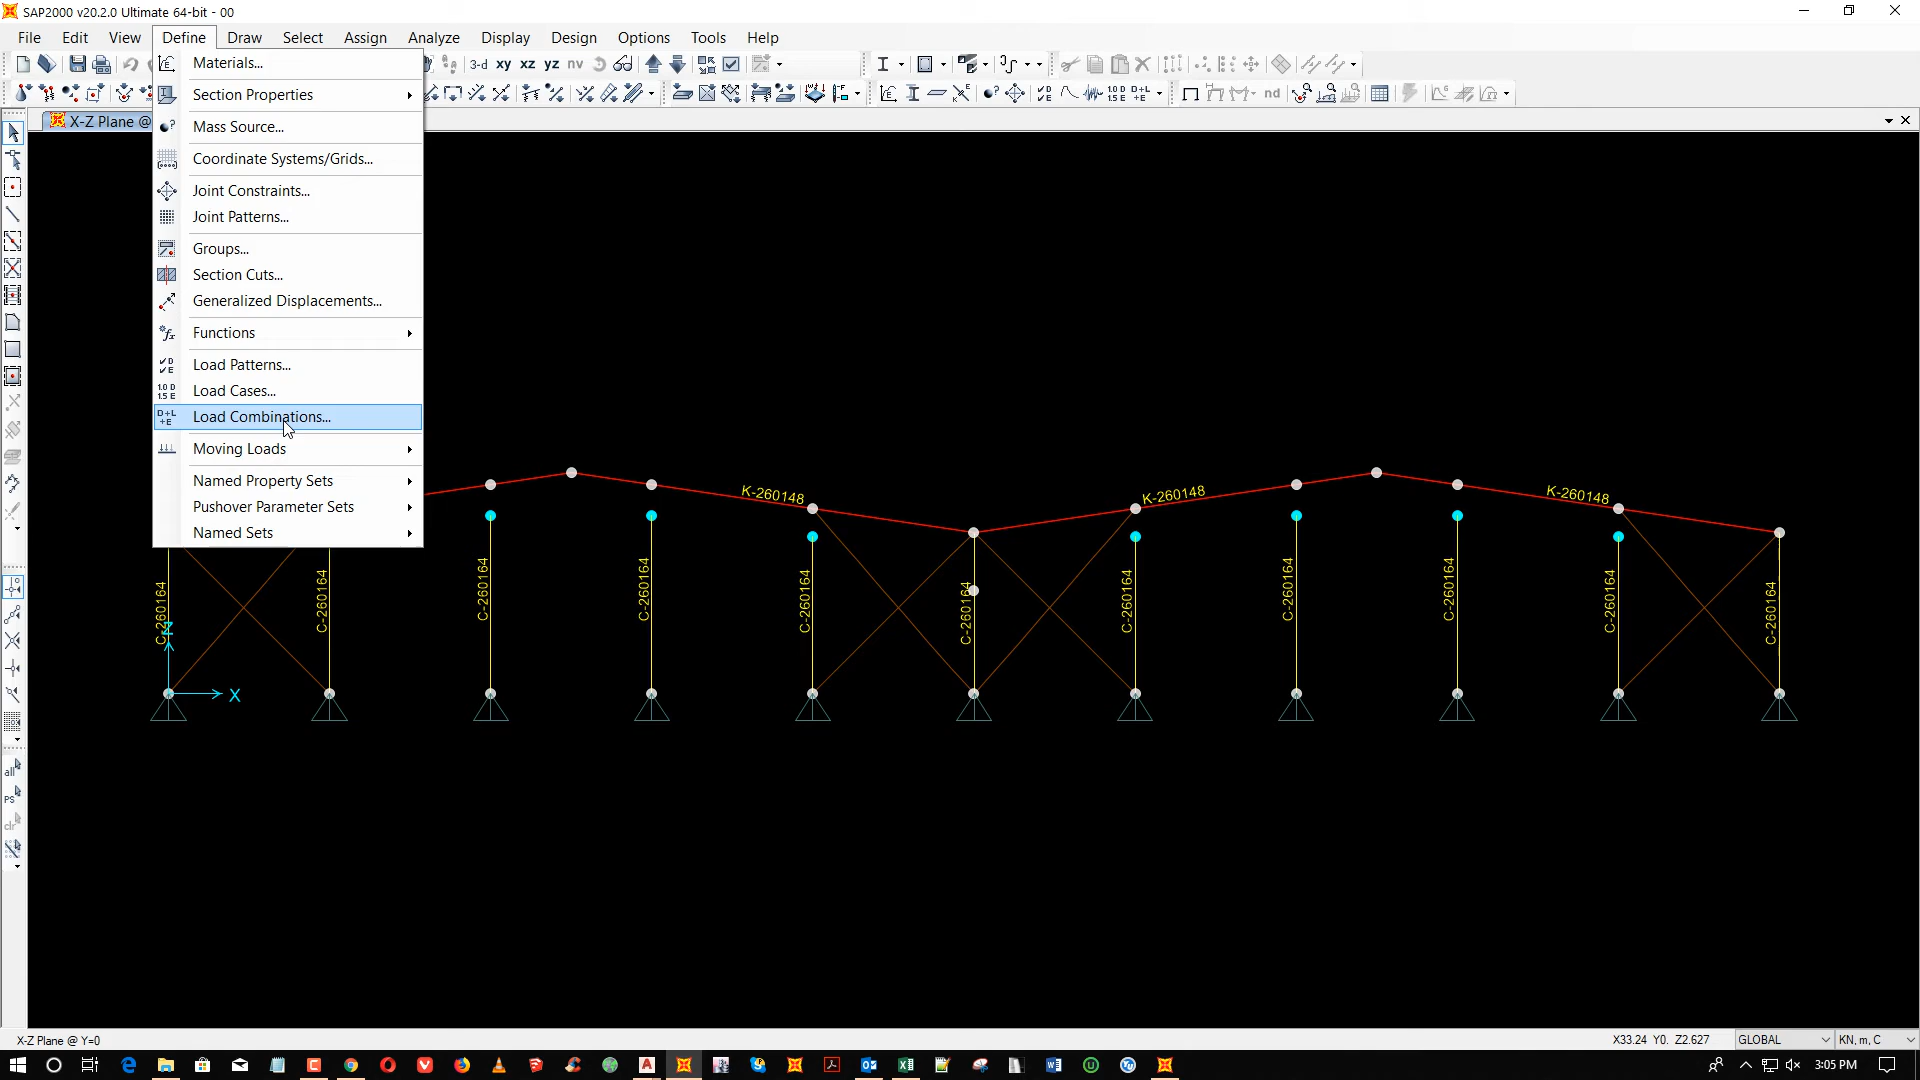 SAP2000 v20.2.0 Ultimate 64-bit - 00
File Edit View Define Draw Select Assign Analyze Display Design Options Tools Help
3-d xy xz yz nv
nd
X-Z Plane @
Materials...
Section Properties
Mass Source...
Coordinate Systems/Grids...
Joint Constraints...
Joint Patterns...
Groups...
Section Cuts...
Generalized Displacements...
Functions
Load Patterns...
Load Cases...
Load Combinations...
Moving Loads
Named Property Sets
Pushover Parameter Sets
Named Sets
K-260148 K-260148 K-260148
C-260164 C-260164 C-260164 C-260164 C-260164 C-260164 C-260164 C-260164 C-260164 C-260164 C-260164
Z
X
all
PS
clr
X-Z Plane @ Y=0 X33.24 Y0. Z2.627 GLOBAL KN, m, C
3:05 PM